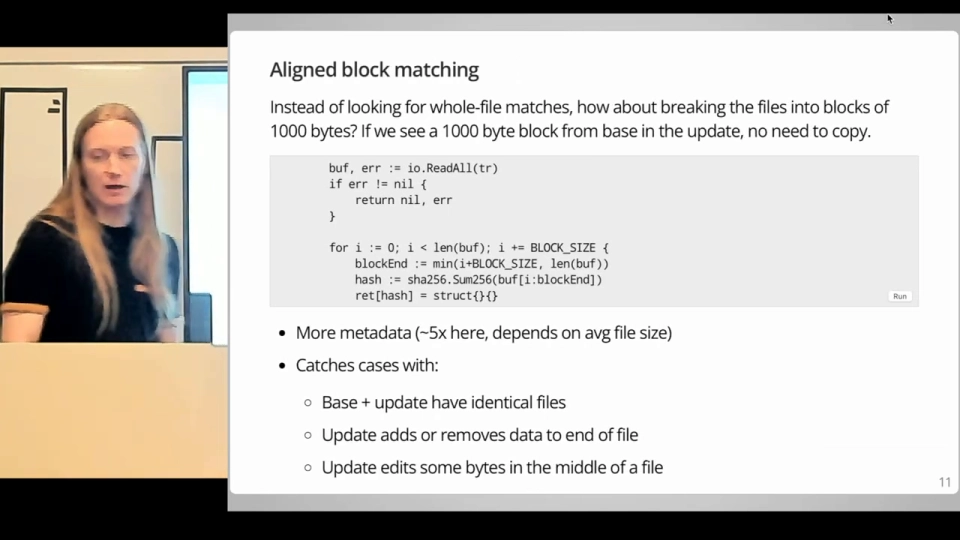 Aligned block matching
Instead of looking for whole-file matches, how about breaking the files into blocks of
1000 bytes? If we see a 1000 byte block from base in the update, no need to copy.
buf, err := io.ReadAll(tr)
if err != nil {
return nil, err
}
for i := 0; i < len(buf); i += BLOCK_SIZE {
blockEnd := min(i+BLOCK_SIZE, len(buf))
hash := sha256.Sum256(buf[i:blockEnd])
ret[hash] = struct{}{}
Run
• More metadata (~5x here, depends on avg file size)
• Catches cases with:
○ Base + update have identical files
○ Update adds or removes data to end of file
○ Update edits some bytes in the middle of a file
11